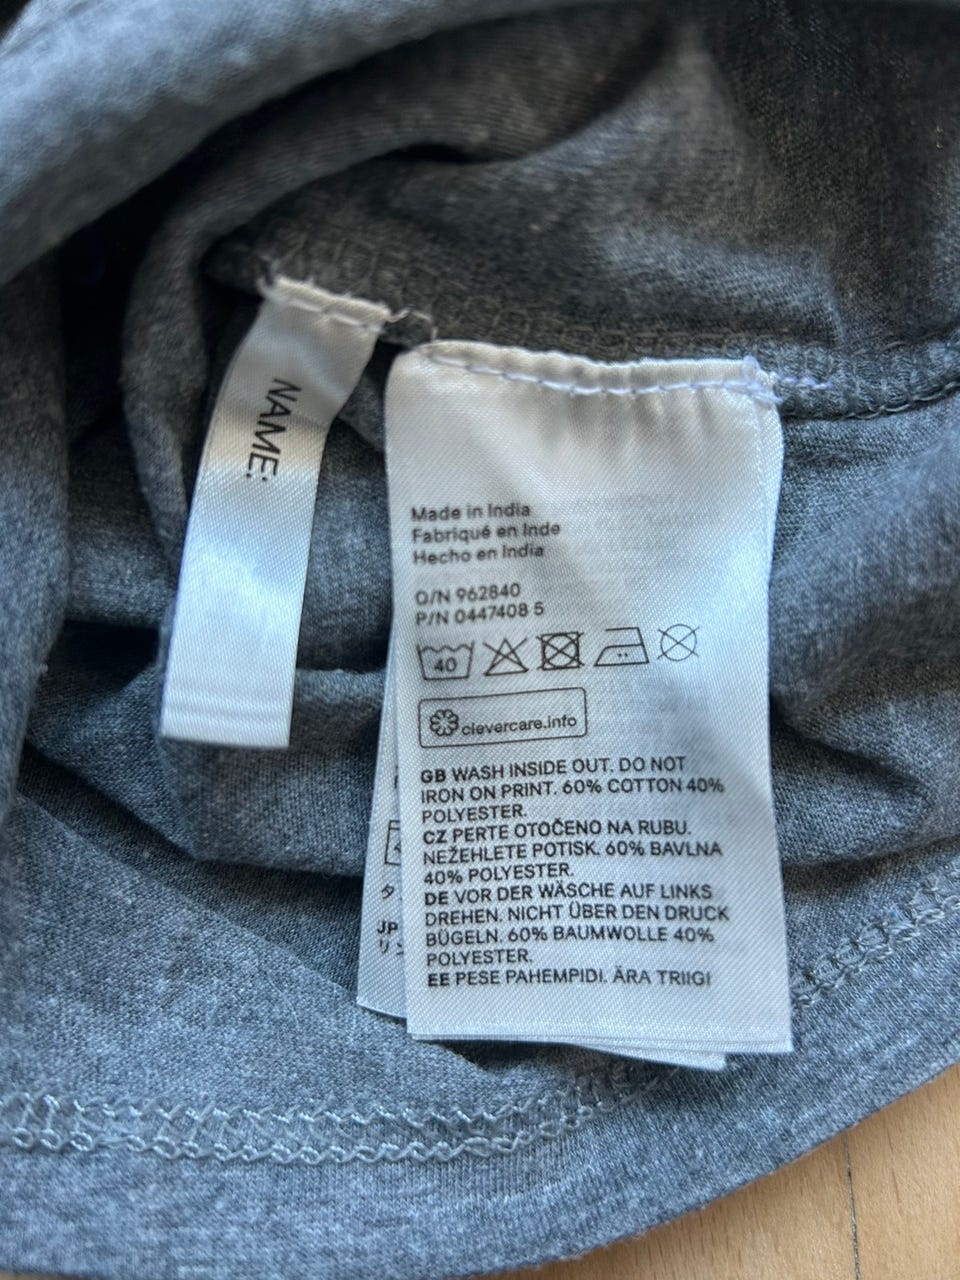 NAME:
Made in India
Fabriqué en Inde
Hecho en India
O/N 962840
P/N 0447408 5
40
clevercare.info
GB WASH INSIDE OUT. DO NOT
IRON ON PRINT. 60% COTTON 40%
POLYESTER.
CZ PERTE OTOČENO NA RUBU.
NEŽEHLETE POTISK. 60% BAVLNA
40% POLYESTER.
DE VOR DER WÄSCHE AUF LINKS
DREHEN. NICHT ÜBER DEN DRUCK
BÜGELN. 60% BAUMWOLLE 40%
POLYESTER.
EE PESE PAHEMPIDI. ÄRA TRIIGI
タ
JP
リン